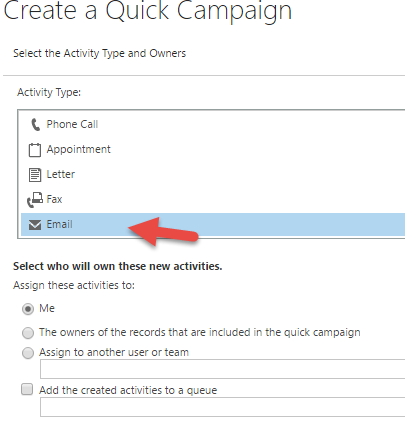 Create a Quick Campaign
Select the Activity Type and Owners
Activity Type:
Phone Call
Appointment
Letter
Fax
Email
Select who will own these new activities.
Assign these activities to:
Me
The owners of the records that are included in the quick campaign
Assign to another user or team
Add the created activities to a queue